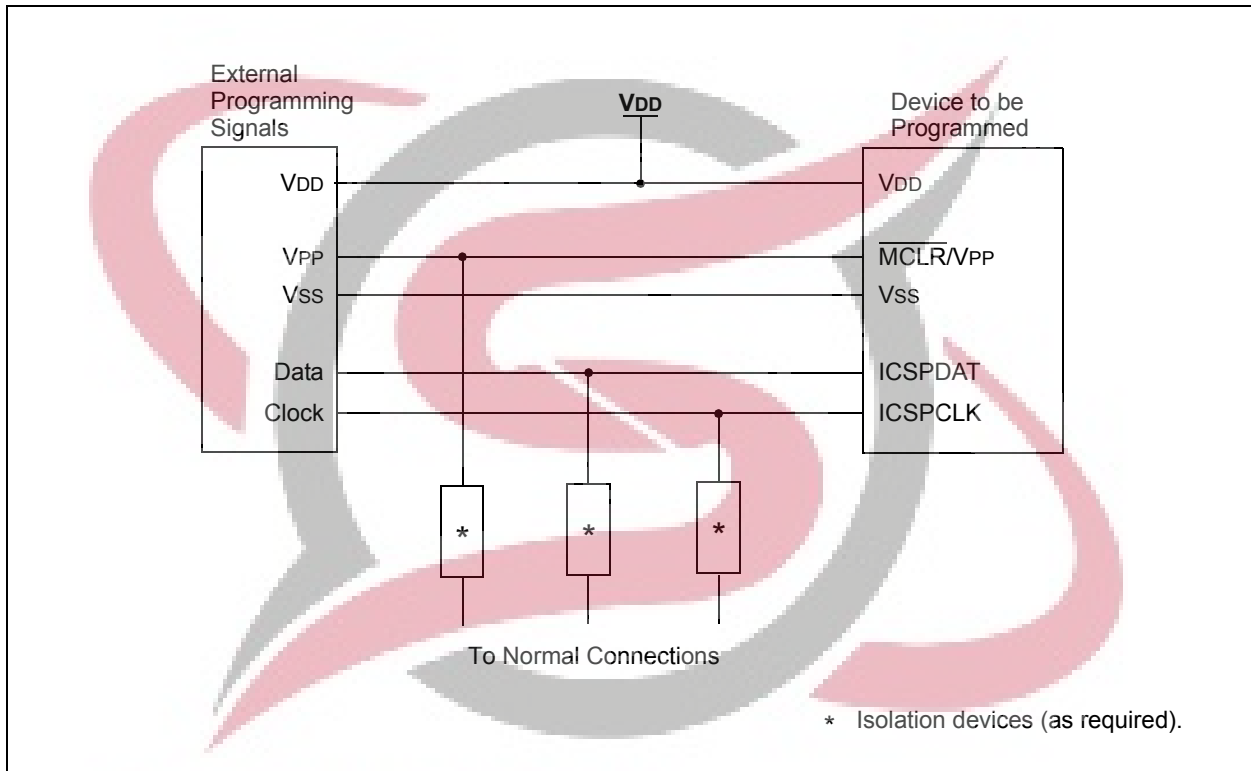 External
Programming
Signals
VDD
Device to be
Programmed
VDD
VDD
VPP
MCLR/VPP
VSS
VSS
Data
ICSPDAT
Clock
ICSPCLK
*
*
*
To Normal Connections
* Isolation devices (as required).